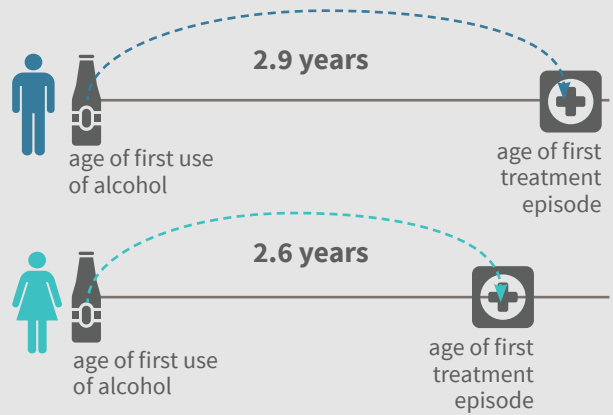 2.9 years
age of first use
of alcohol
age of first
treatment
episode
2.6 years
age of first use
of alcohol
age of first
treatment
episode